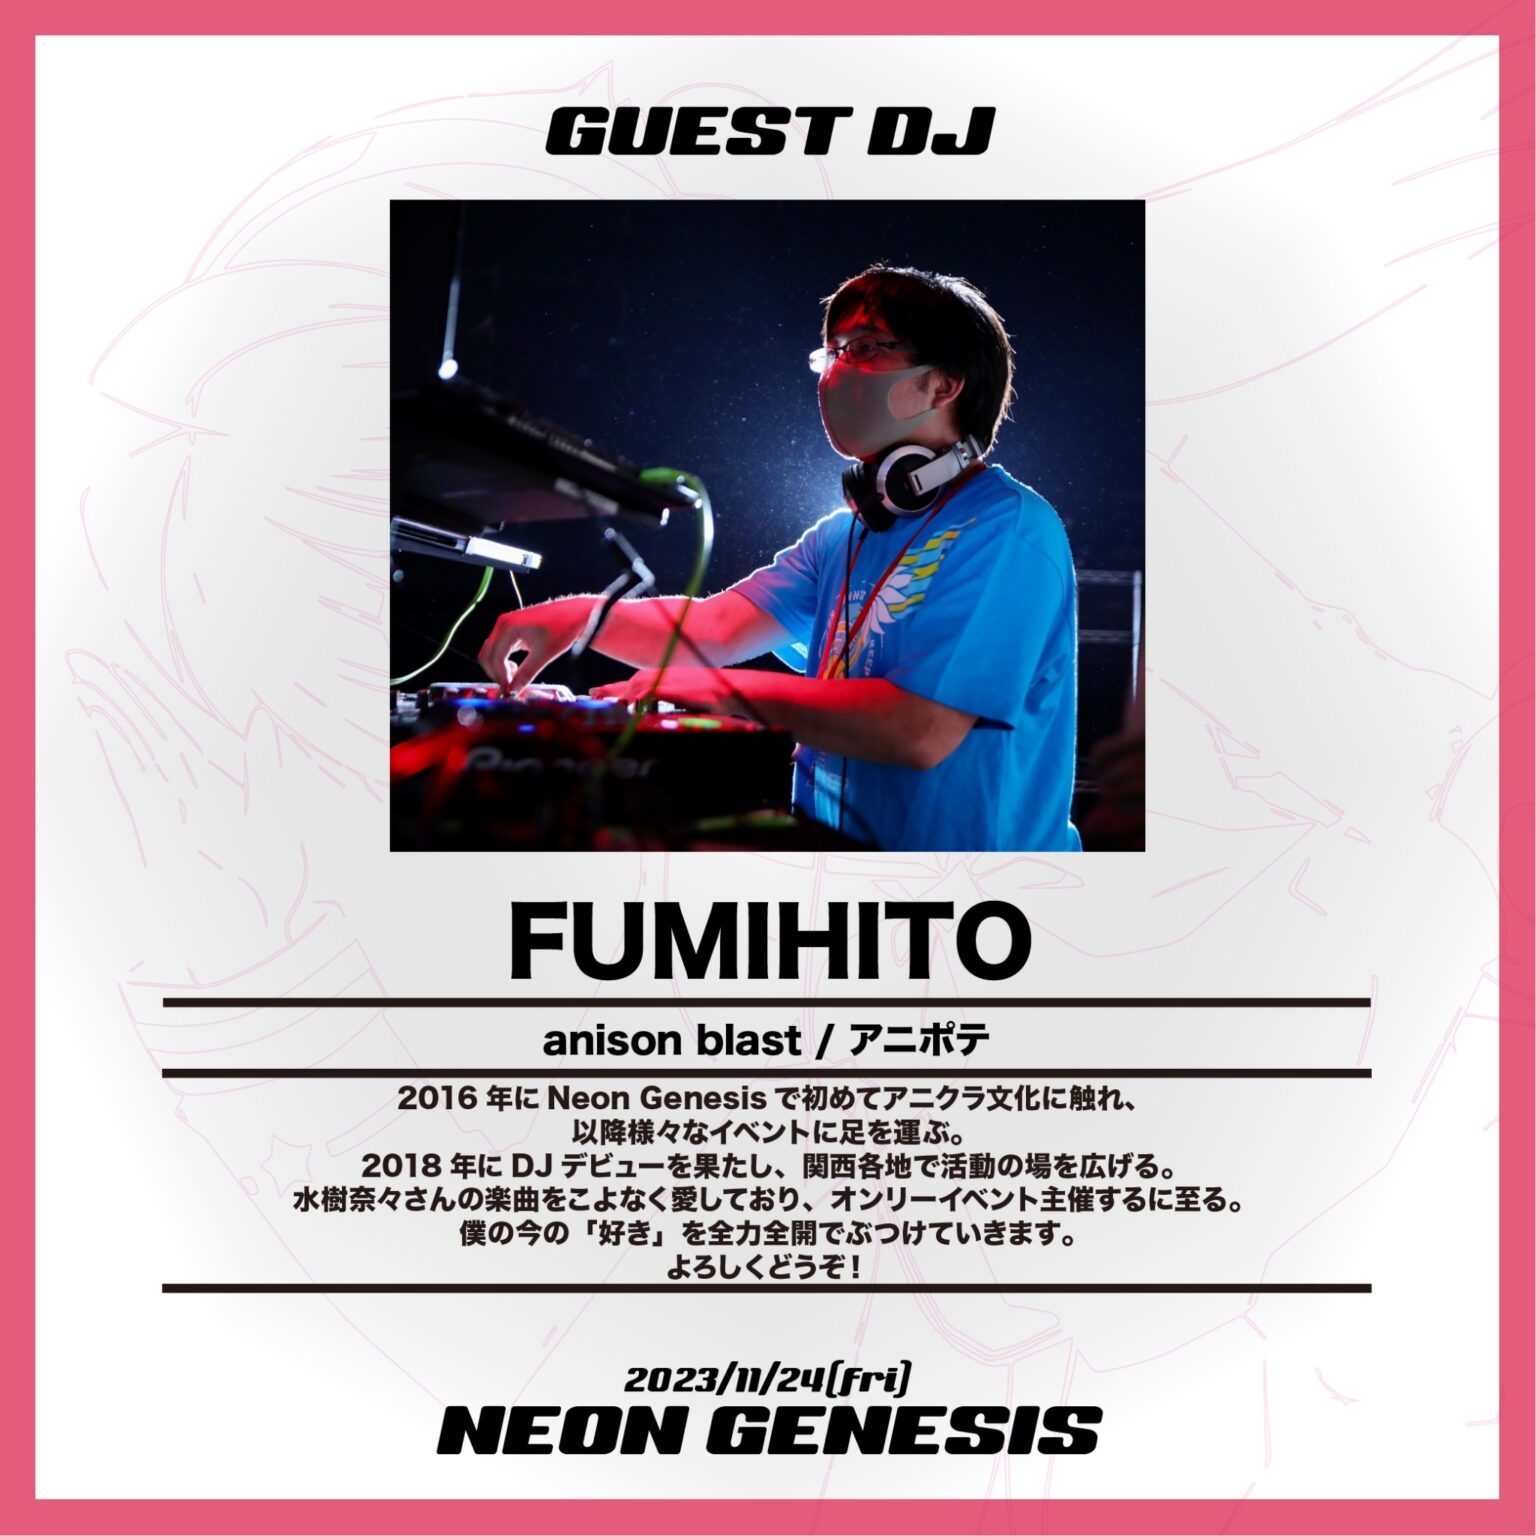 GUEST DJ
Pioneer
FUMIHITO
anison blast / アニポテ
2016年にNeon Genesisで初めてアニクラ文化に触れ、
以降様々なイベントに足を運ぶ。
2018年にDJデビューを果たし、関西各地で活動の場を広げる。
水樹奈々さんの楽曲をこよなく愛しており、オンリーイベント主催するに至る。
僕の今の「好き」を全力全開でぶつけていきます。
よろしくどうぞ！
2023/11/24(fri)
NEON GENESIS